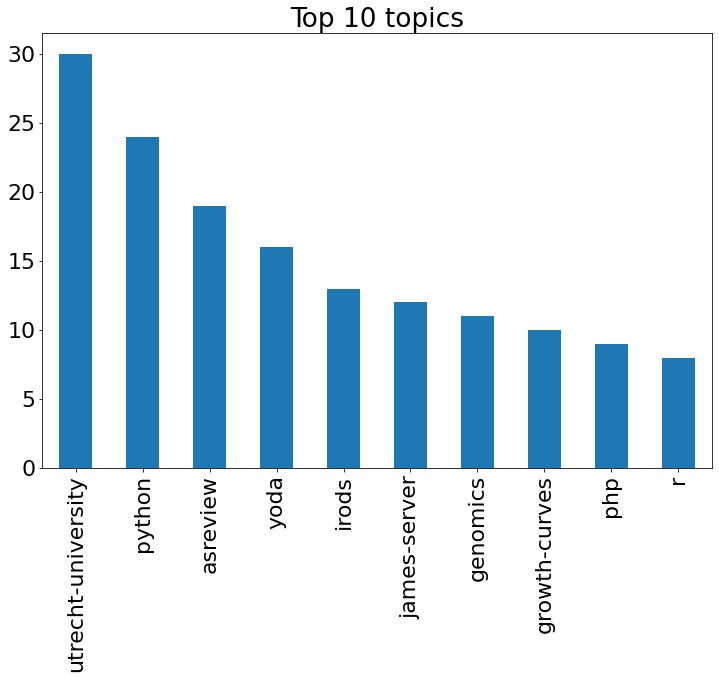 Top 10 topics
30
25
20
15
10
5
0
utrecht-university
python
asreview
yoda
irods
james-server
genomics
growth-curves
php
r